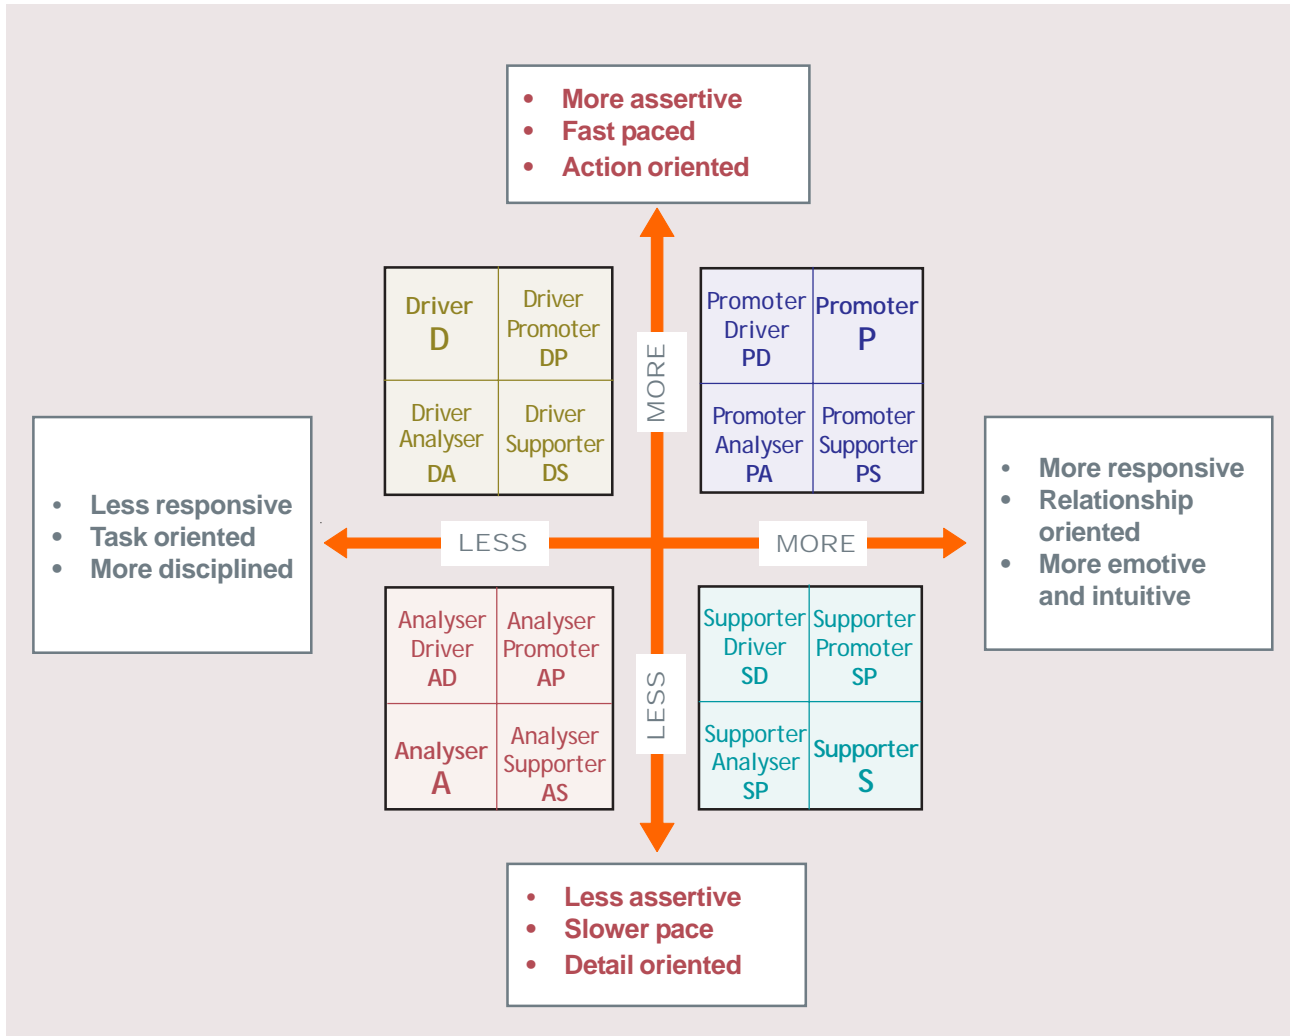 • More assertive
• Fast paced
• Action oriented
Driver
D
Driver
Promoter
DP
Driver
Analyser
DA
Driver
Supporter
DS
MORE
Promoter
Driver
PD
Promoter
P
Promoter
Analyser
PA
Promoter
Supporter
PS
• Less responsive
• Task oriented
• More disciplined
LESS
MORE
• More responsive
• Relationship
oriented
• More emotive
and intuitive
Analyser
Driver
AD
Analyser
Promoter
AP
Analyser
A
Analyser
Supporter
AS
LESS
Supporter
Driver
SD
Supporter
Promoter
SP
Supporter
Analyser
SP
Supporter
S
• Less assertive
• Slower pace
• Detail oriented